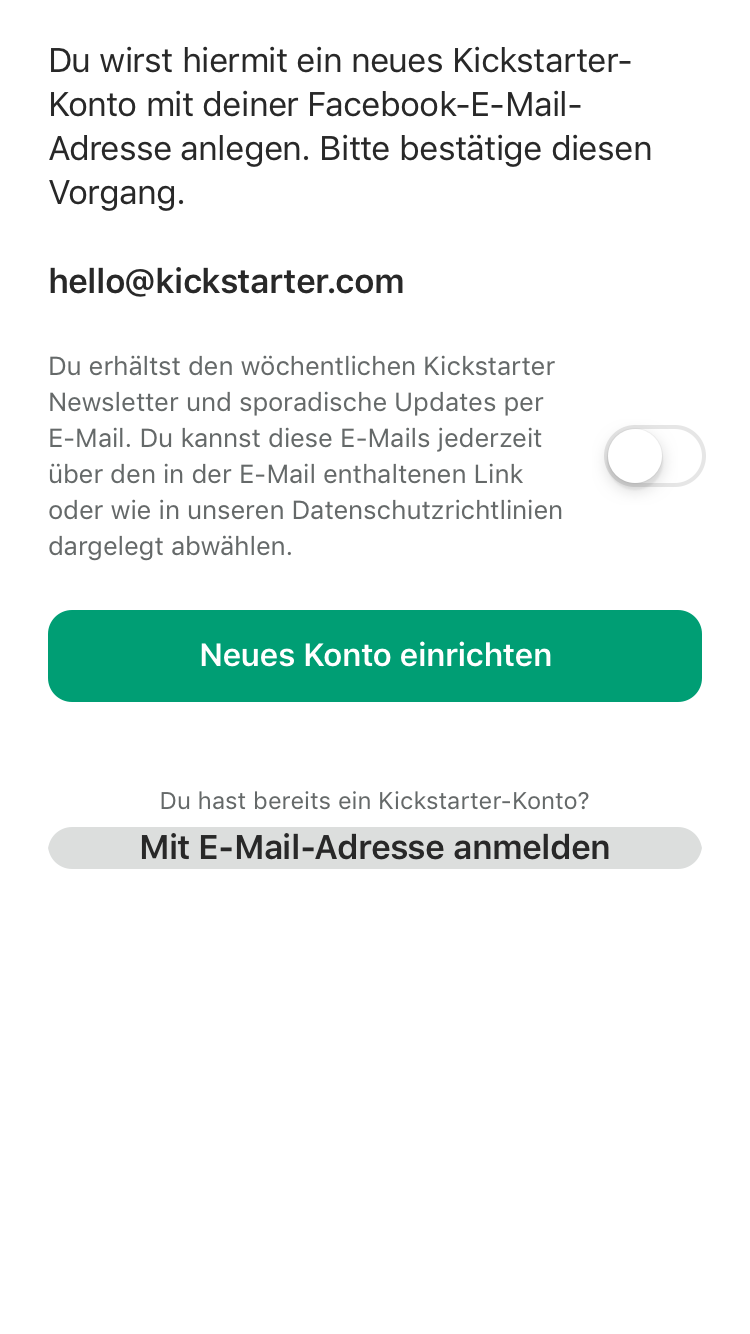 Du wirst hiermit ein neues Kickstarter-
Konto mit deiner Facebook-E-Mail-
Adresse anlegen. Bitte bestätige diesen
Vorgang.
hello@kickstarter.com
Du erhältst den wöchentlichen Kickstarter
Newsletter und sporadische Updates per
E-Mail. Du kannst diese E-Mails jederzeit
über den in der E-Mail enthaltenen Link
oder wie in unseren Datenschutzrichtlinien
dargelegt abwählen.
Neues Konto einrichten
Du hast bereits ein Kickstarter-Konto?
Mit E-Mail-Adresse anmelden